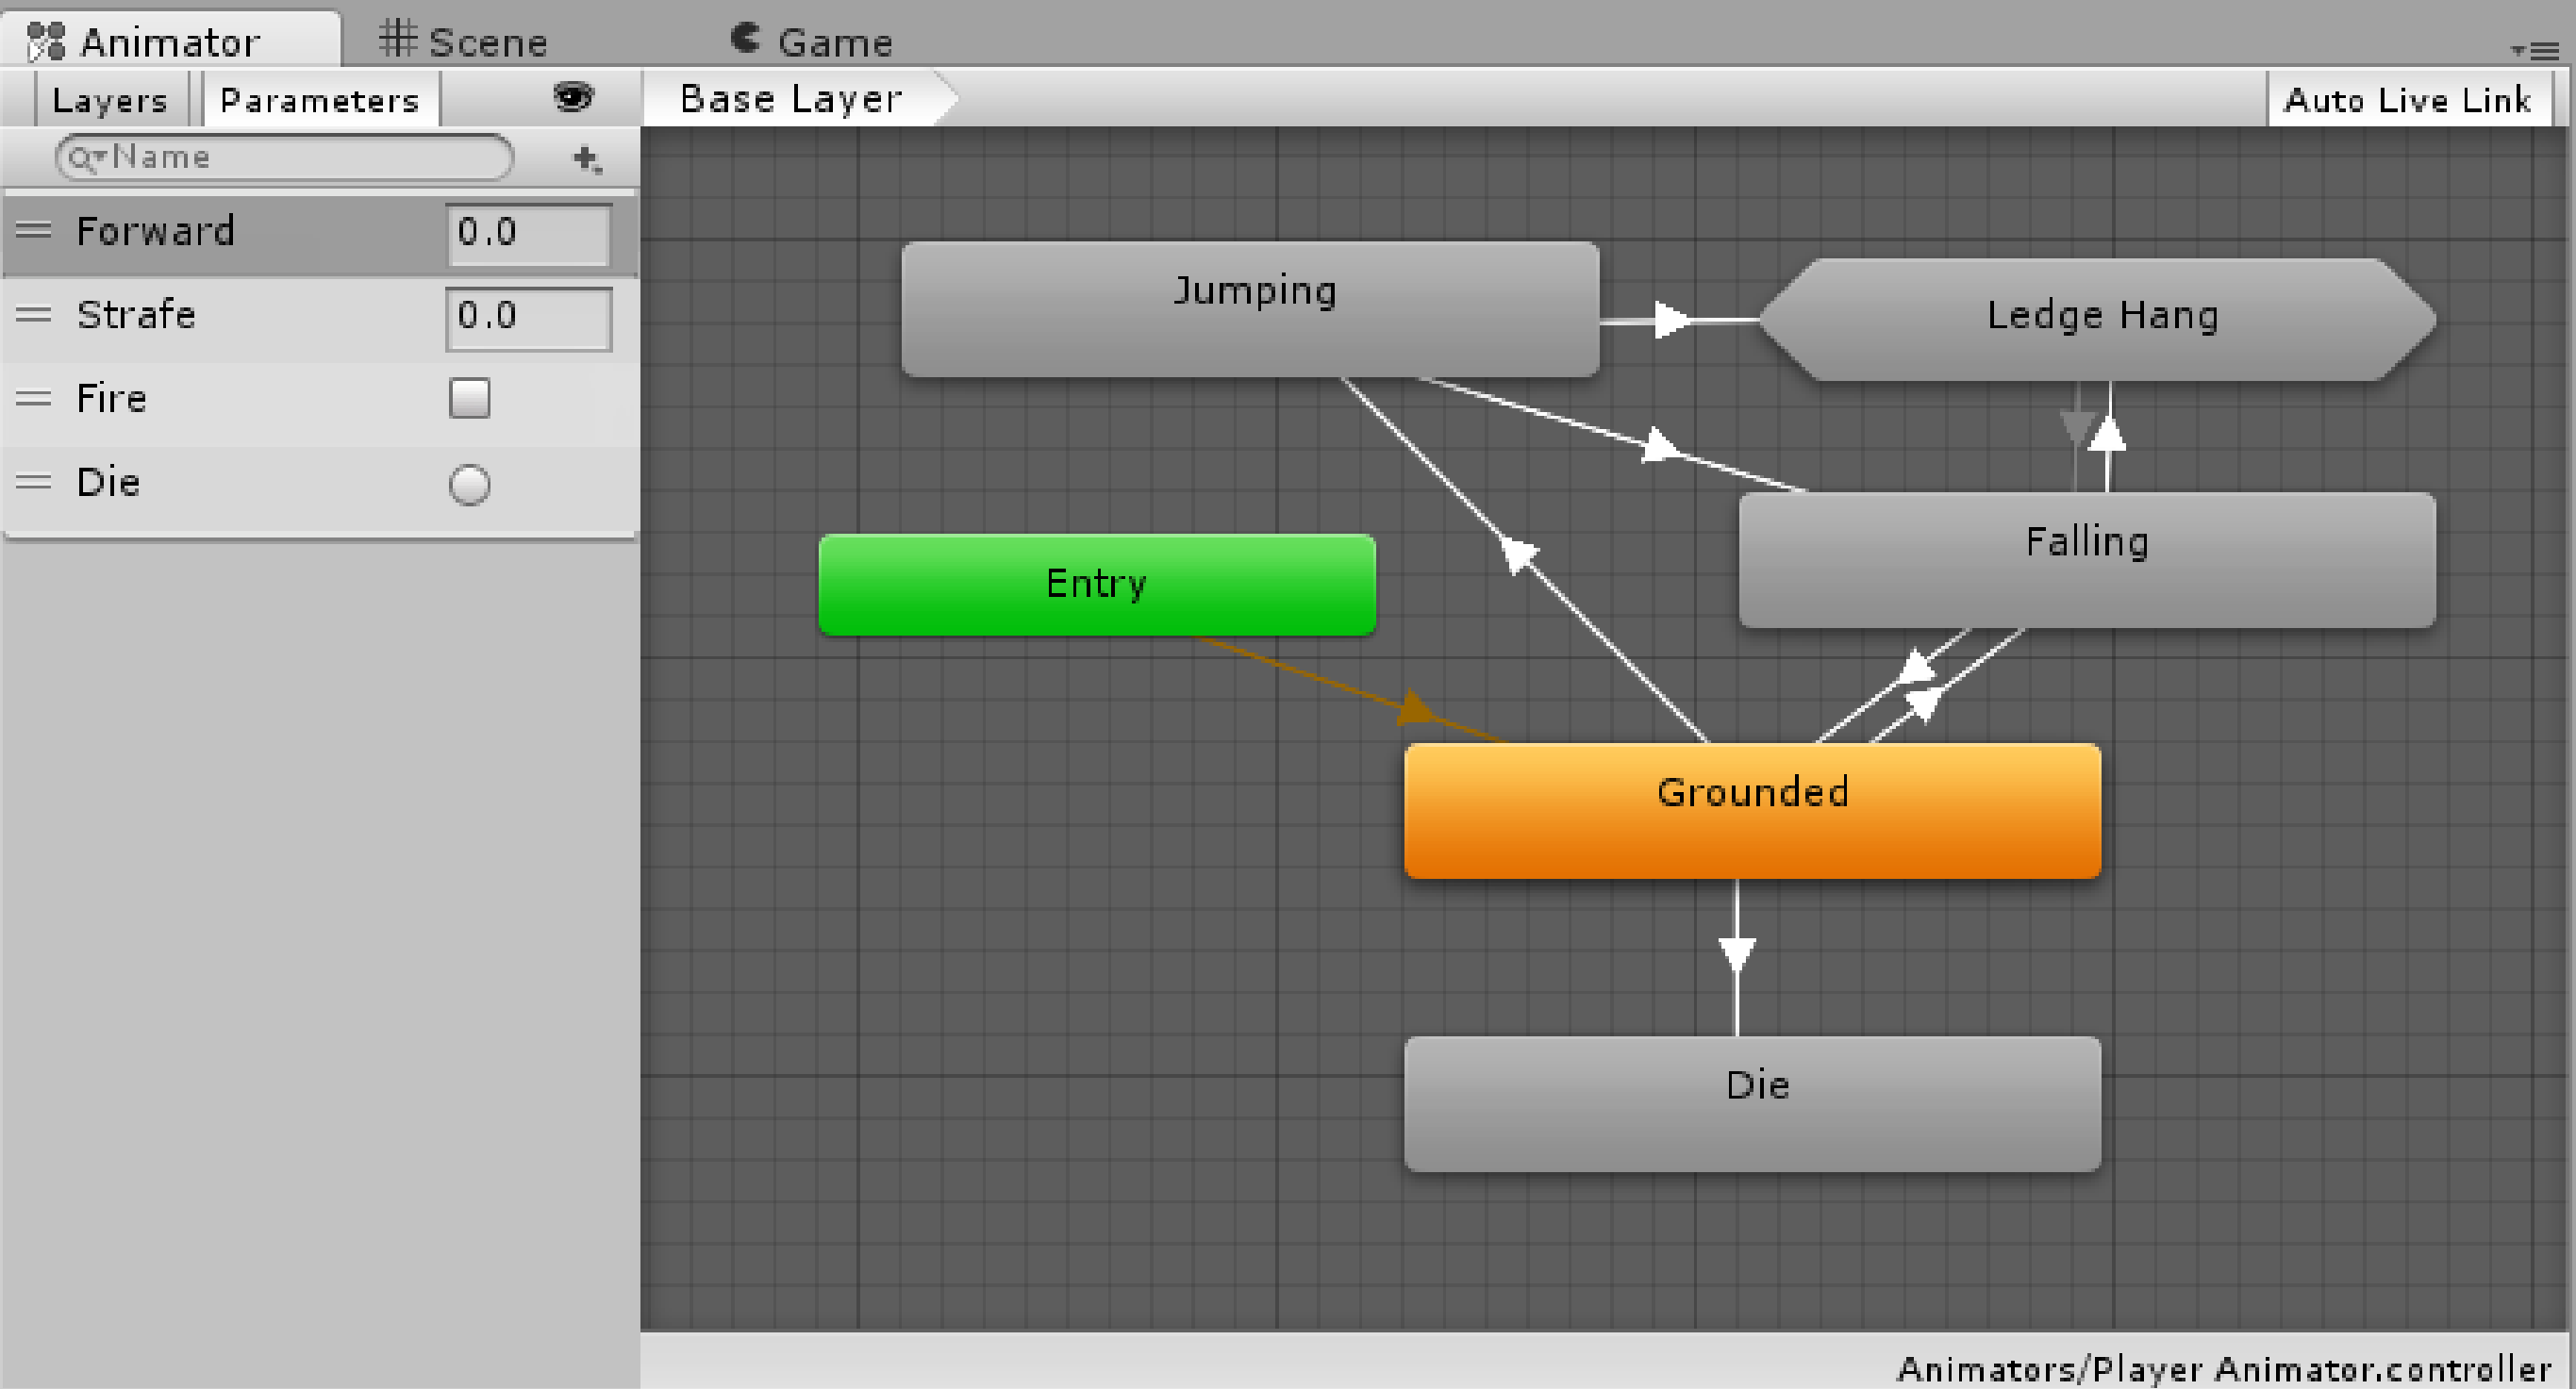 Animator Scene Game
Layers Parameters Base Layer Auto Live Link
Name
Forward 0.0
Strafe 0.0
Fire
Die
Jumping
Ledge Hang
Falling
Entry
Grounded
Die
Animators/Player Animator.controller